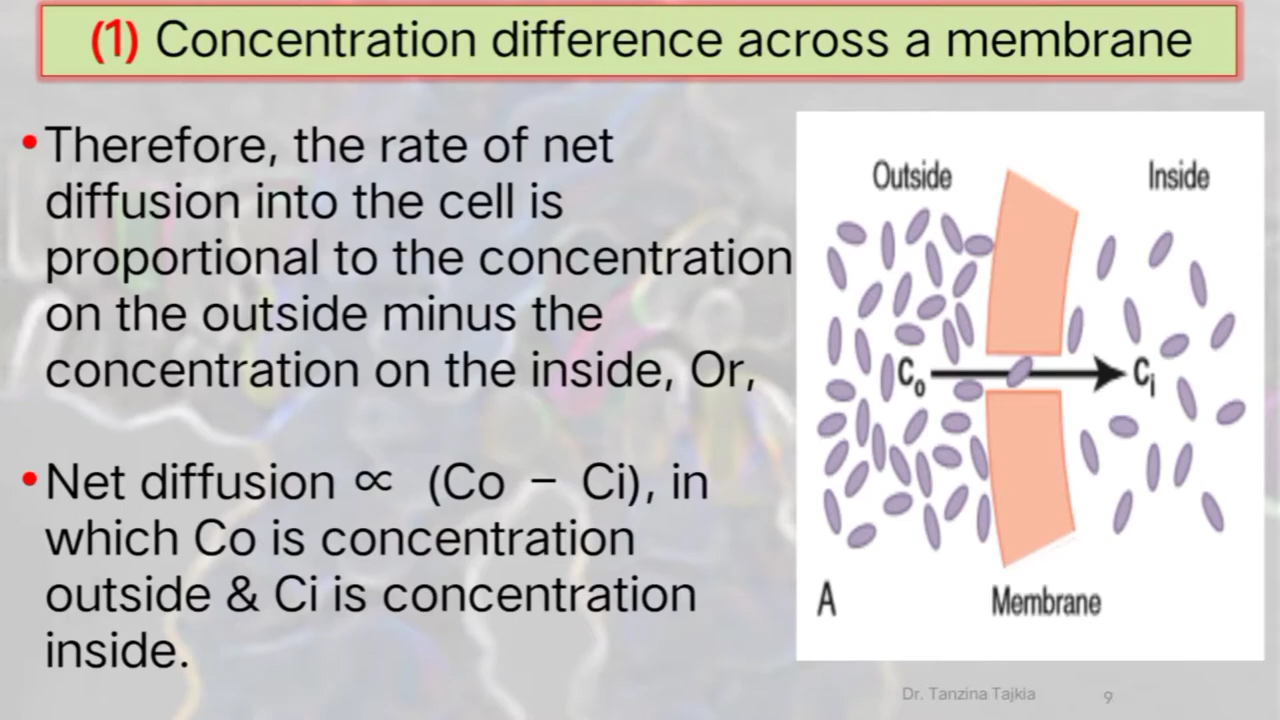 (1) Concentration difference across a membrane
•Therefore, the rate of net
diffusion into the cell is
proportional to the concentration
on the outside minus the
concentration on the inside, Or,
•Net diffusion ∝ (Co – Ci), in
which Co is concentration
outside & Ci is concentration
inside.
Outside Inside
Co Ci
A Membrane
Dr. Tanzina Tajkia 9